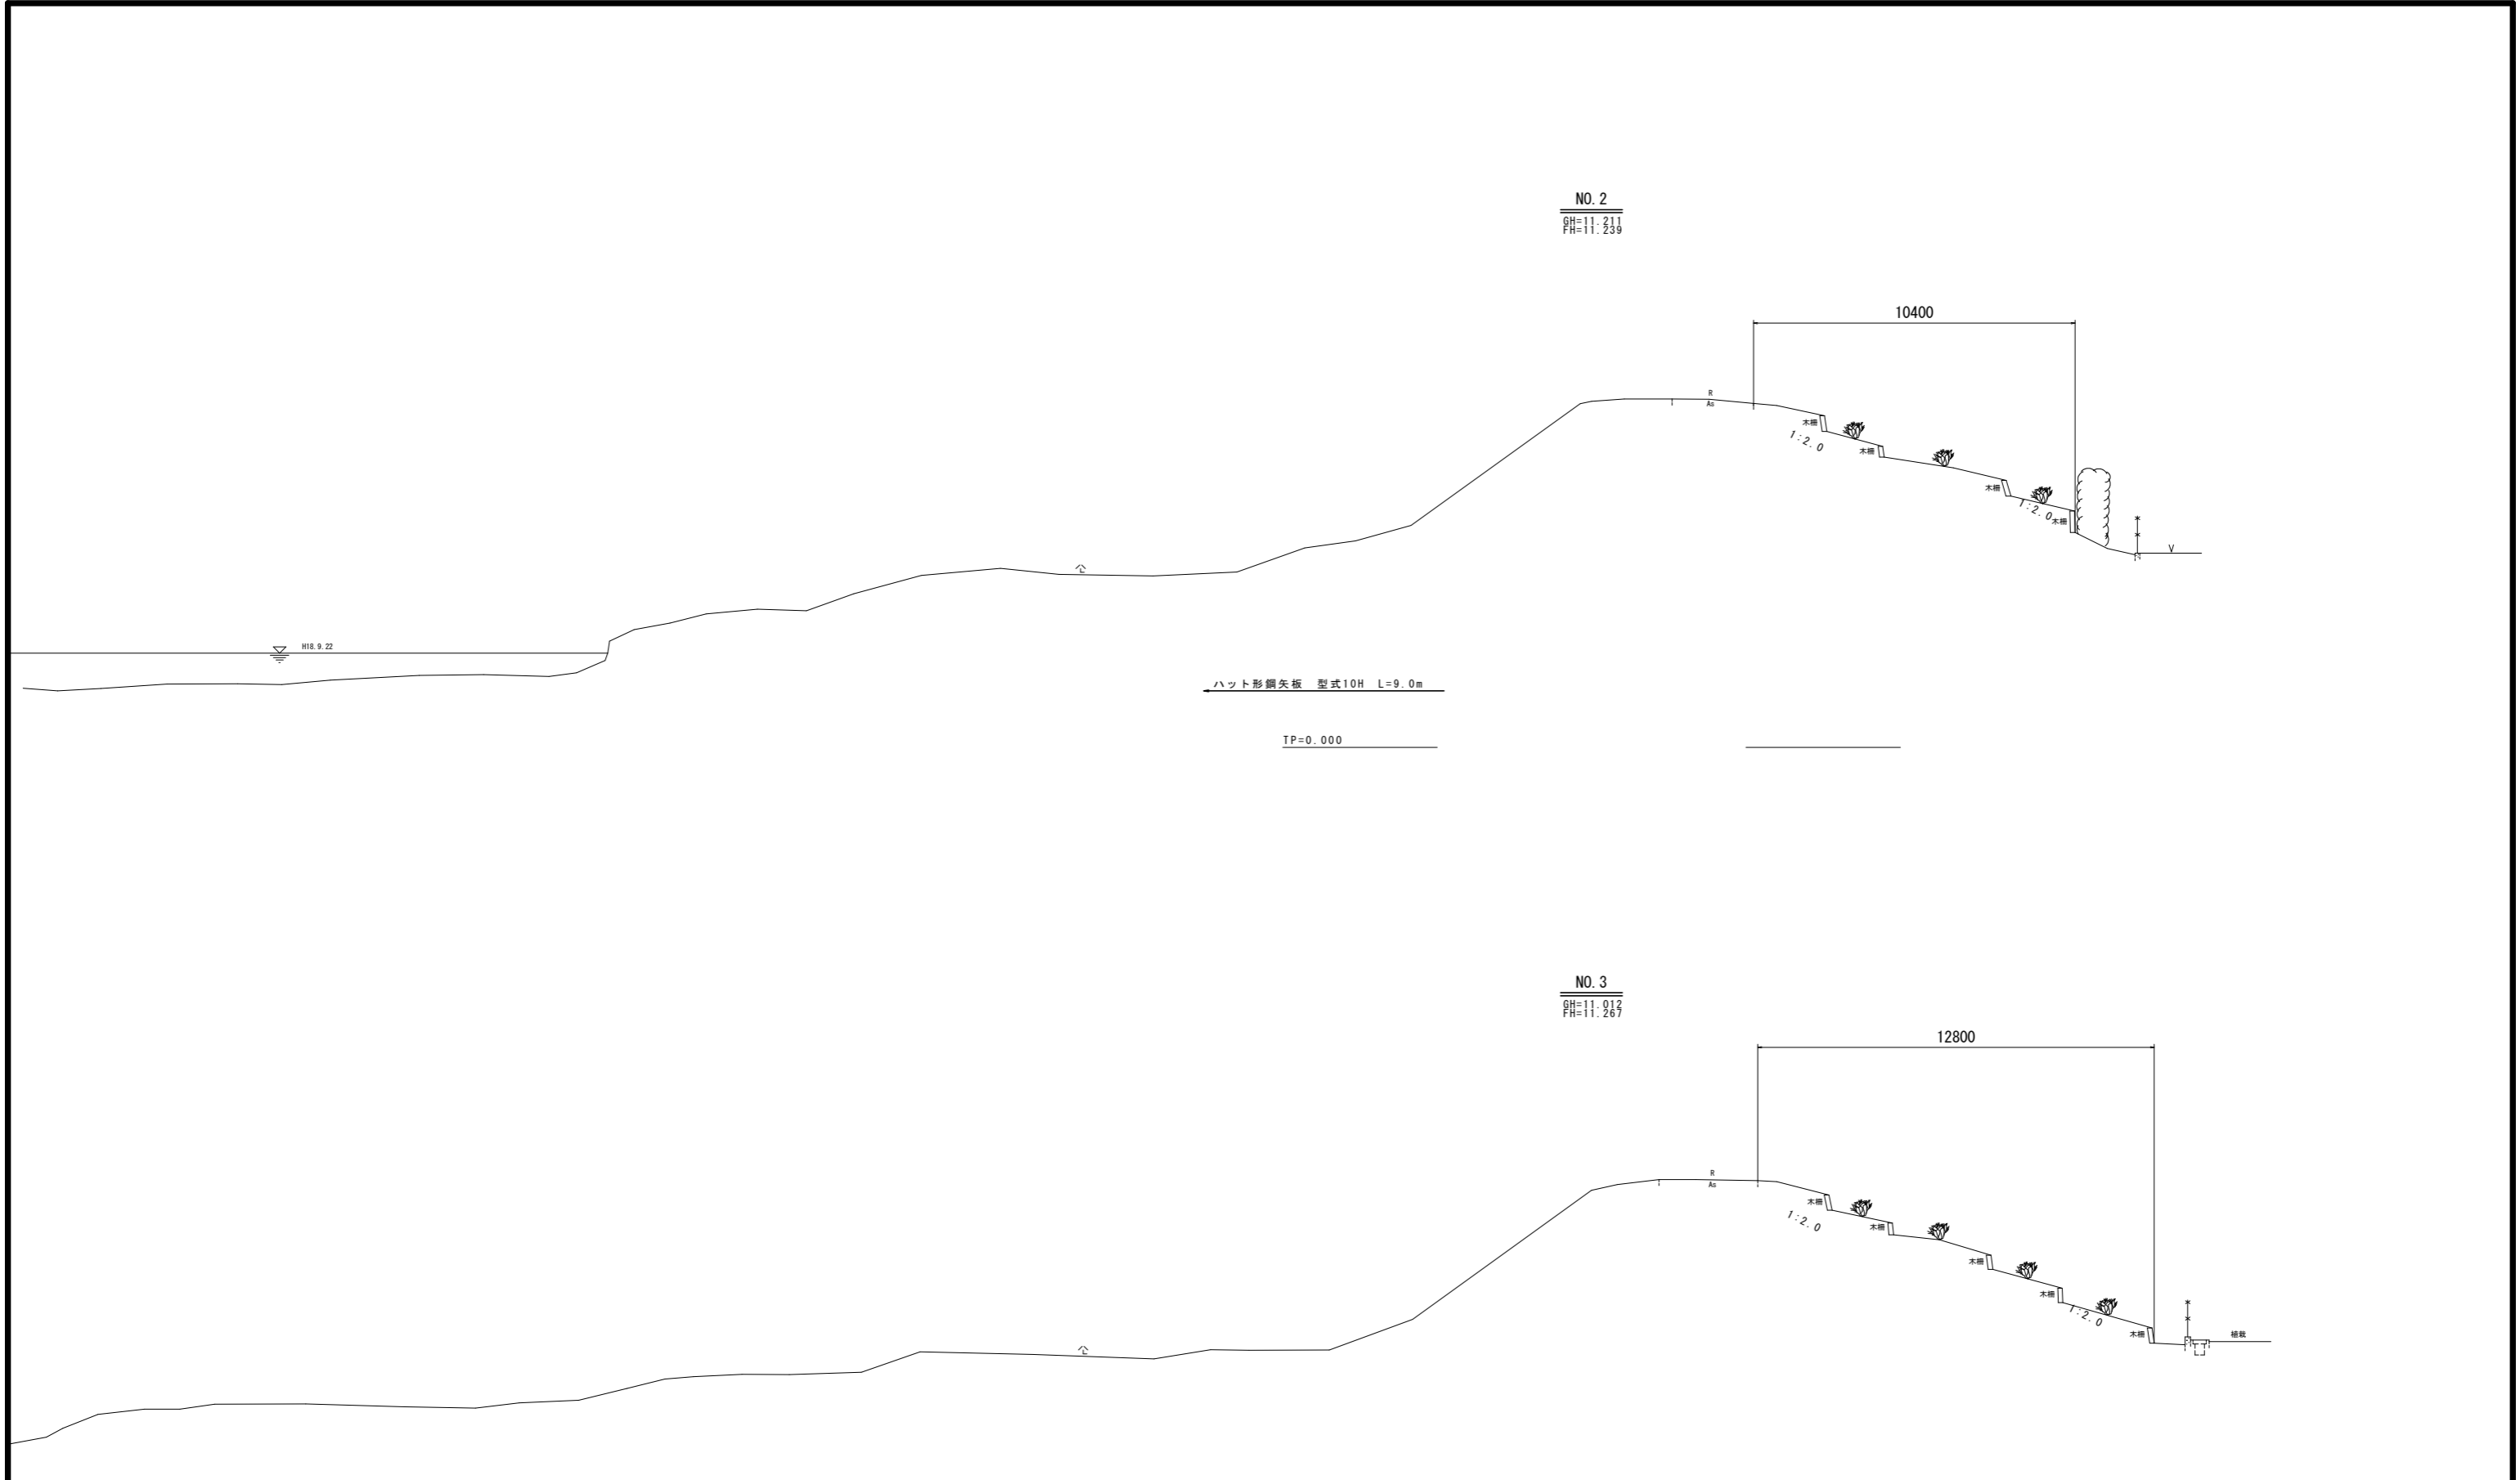 NO. 2
GH=11. 211
FH=11. 239
10400
R
As
木柵
1:2. 0
木柵
木柵
1:2. 0
木柵
V
H18. 9. 22
ハット形鋼矢板　型式10H　L=9. 0m
TP=0. 000
NO. 3
GH=11. 012
FH=11. 267
12800
R
As
木柵
1:2. 0
木柵
木柵
木柵
1:2. 0
木柵
植栽